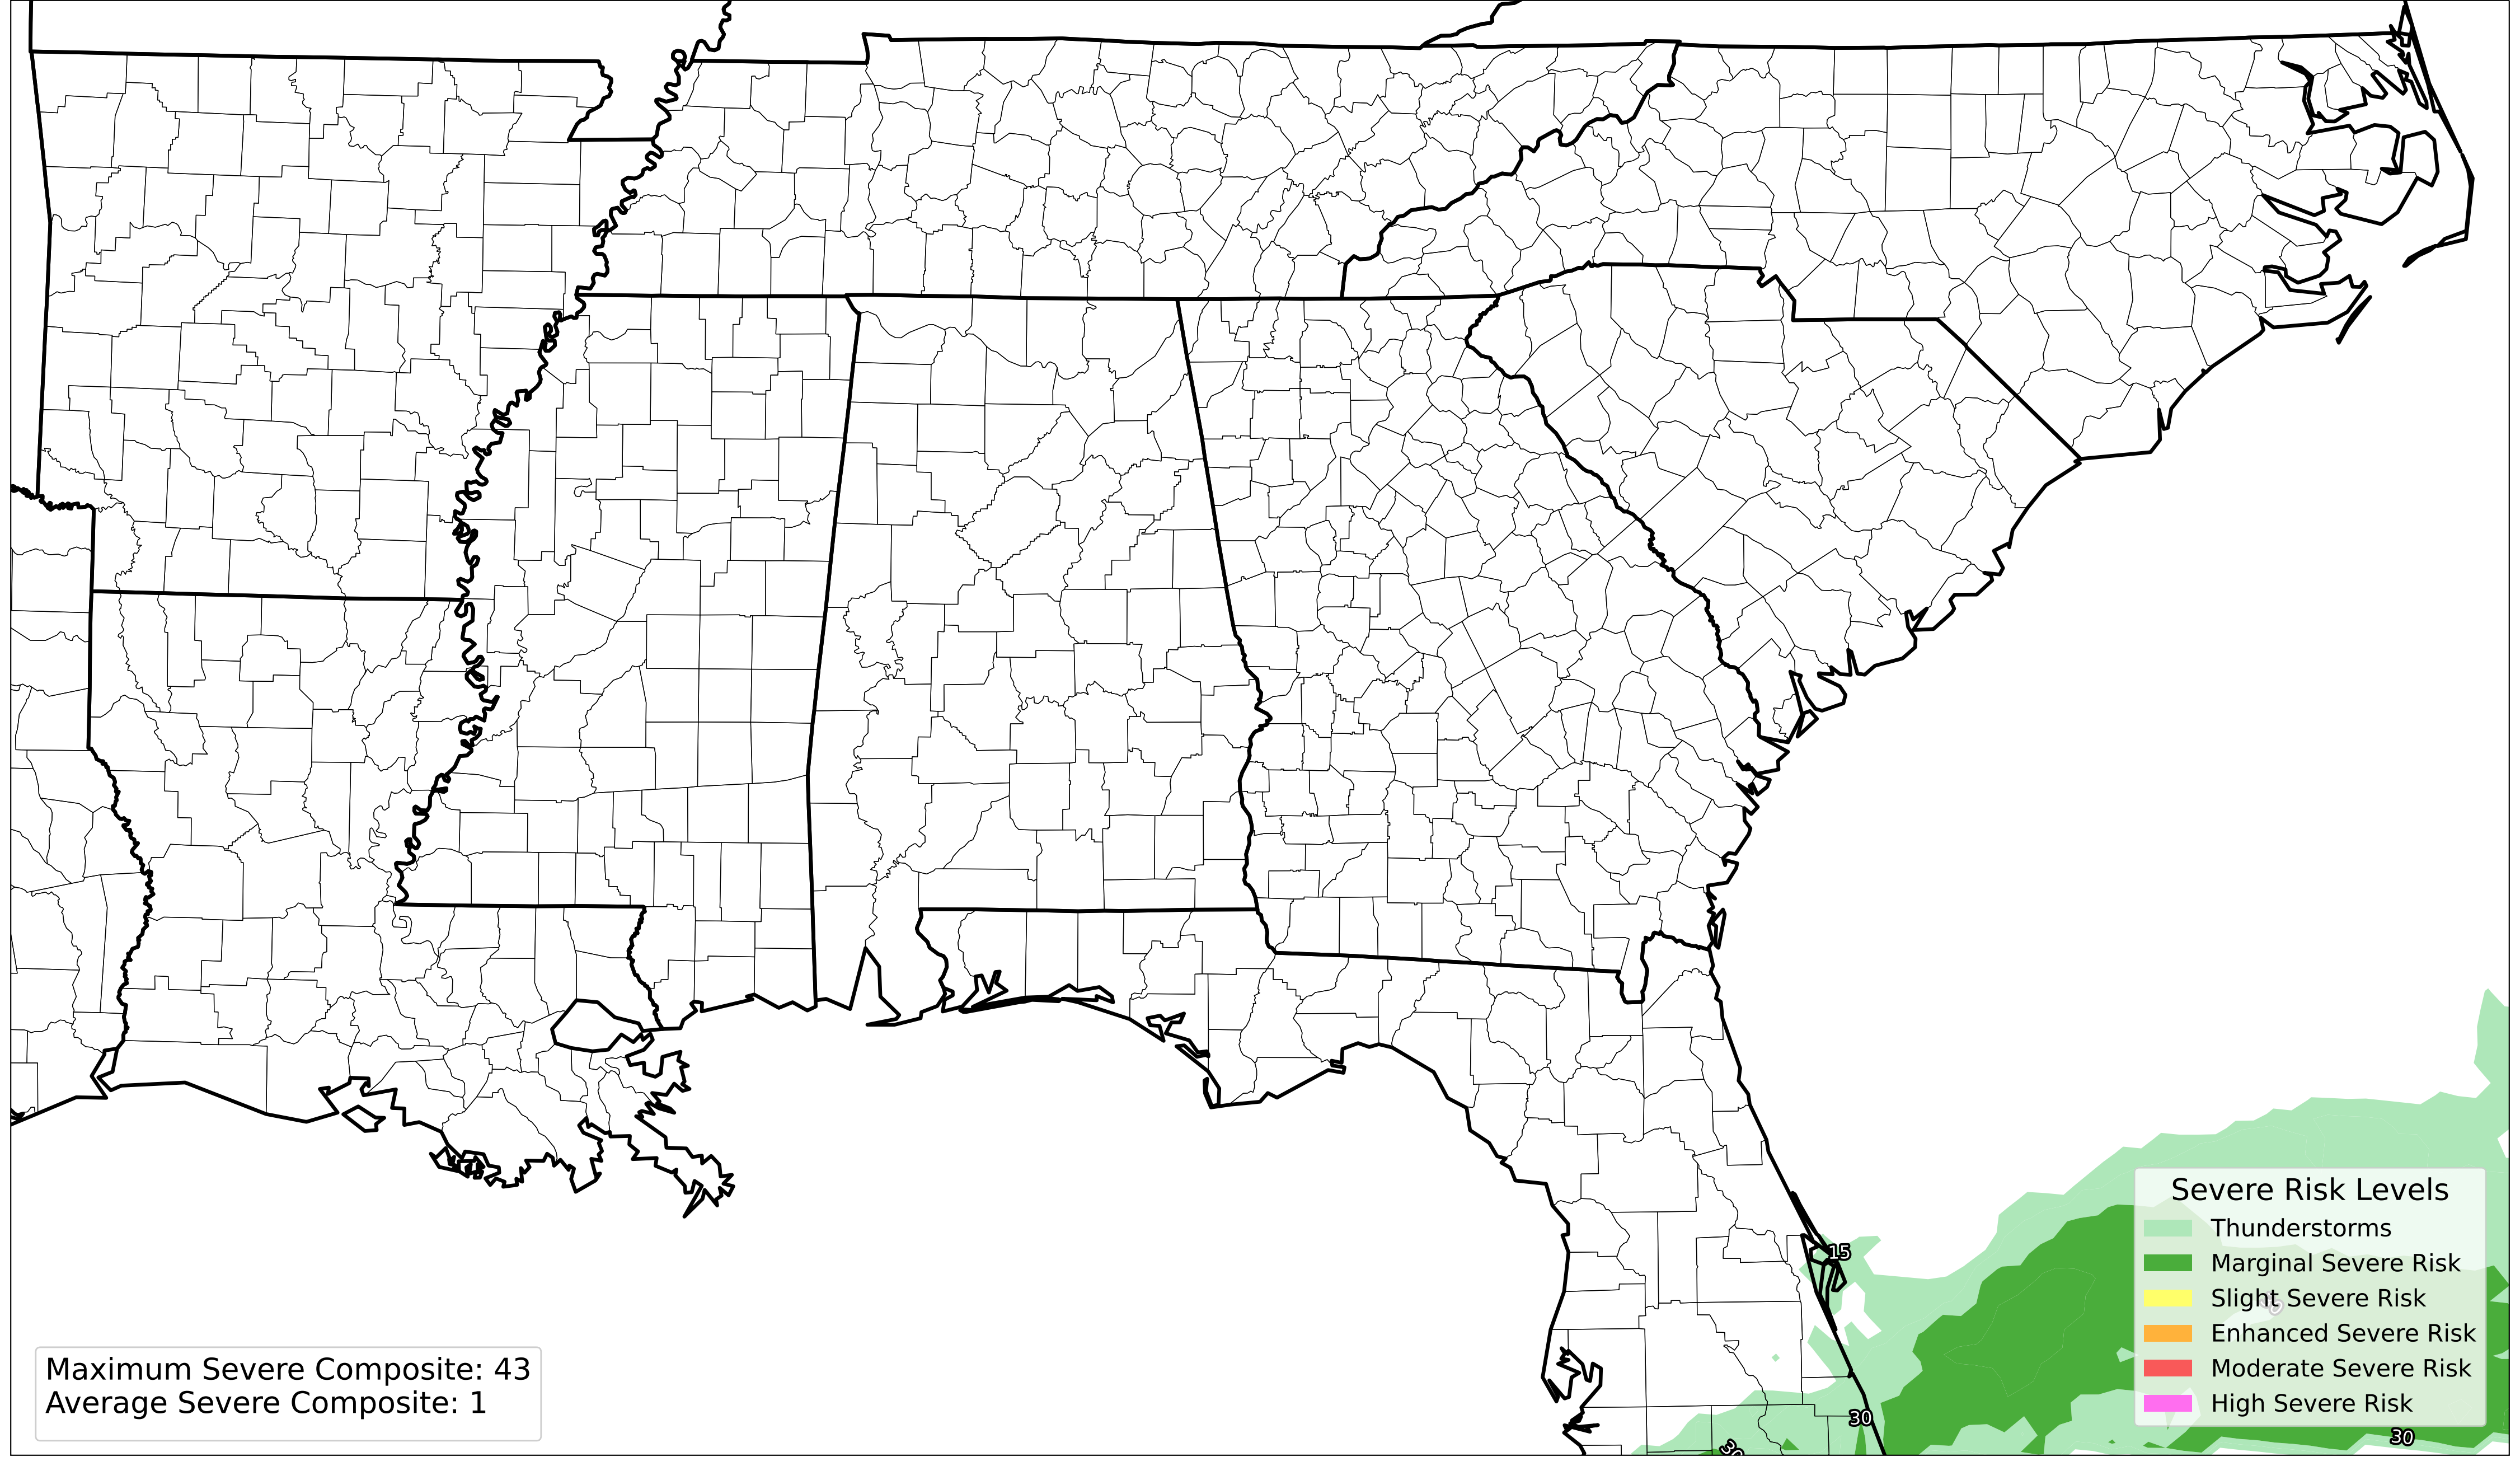 15
Severe Risk Levels
Thunderstorms
Marginal Severe Risk
Slight Severe Risk
Enhanced Severe Risk
Moderate Severe Risk
High Severe Risk
Maximum Severe Composite: 43
Average Severe Composite: 1
30
30
30